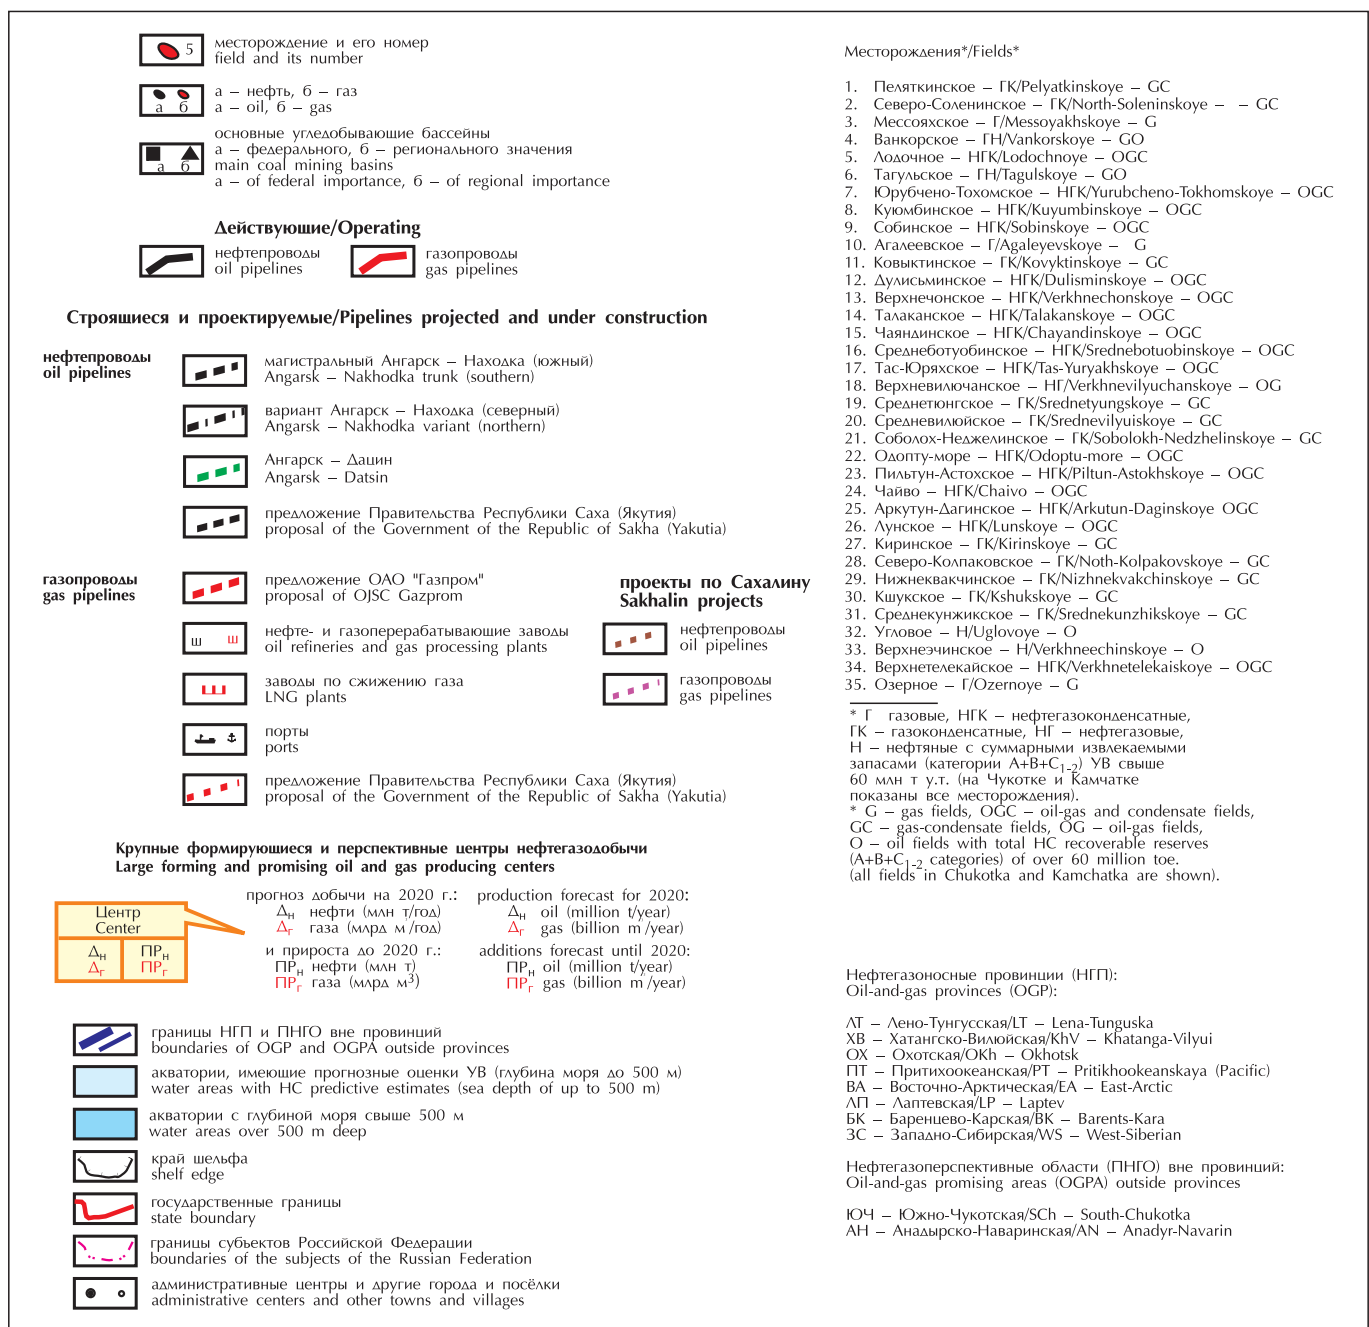 5
месторождение и его номер
field and its number
а б
а – нефть, б – газ
а – oil, б – gas
а б
основные угледобывающие бассейны
а – федерального, б – регионального значения
main coal mining basins
а – of federal importance, б – of regional importance
Действующие/Operating
нефтепроводы
oil pipelines
газопроводы
gas pipelines
Строящиеся и проектируемые/Pipelines projected and under construction
нефтепроводы
oil pipelines
магистральный Ангарск – Находка (южный)
Angarsk – Nakhodka trunk (southern)
вариант Ангарск – Находка (северный)
Angarsk – Nakhodka variant (northern)
Ангарск – Дацин
Angarsk – Datsin
предложение Правительства Республики Саха (Якутия)
proposal of the Government of the Republic of Sakha (Yakutia)
газопроводы
gas pipelines
предложение ОАО "Газпром"
proposal of OJSC Gazprom
ш ш
нефте- и газоперерабатывающие заводы
oil refineries and gas processing plants
заводы по сжижению газа
LNG plants
порты
ports
предложение Правительства Республики Саха (Якутия)
proposal of the Government of the Republic of Sakha (Yakutia)
проекты по Сахалину
Sakhalin projects
нефтепроводы
oil pipelines
газопроводы
gas pipelines
Крупные формирующиеся и перспективные центры нефтегазодобычи
Large forming and promising oil and gas producing centers
Центр
Center
Дн ПРн
Дг ПРг
прогноз добычи на 2020 г.:
Дн нефти (млн т/год)
Дг газа (млрд м/год)
и прироста до 2020 г.:
ПРн нефти (млн т)
ПРг газа (млрд м³)
production forecast for 2020:
Дн oil (million t/year)
Дг gas (billion m/year)
additions forecast until 2020:
ПРн oil (million t/year)
ПРг gas (billion m/year)
границы НГП и ПНГО вне провинций
boundaries of OGP and OGPA outside provinces
акватории, имеющие прогнозные оценки УВ (глубина моря до 500 м)
water areas with HC predictive estimates (sea depth of up to 500 m)
акватории с глубиной моря свыше 500 м
water areas over 500 m deep
край шельфа
shelf edge
государственные границы
state boundary
границы субъектов Российской Федерации
boundaries of the subjects of the Russian Federation
административные центры и другие города и посёлки
administrative centers and other towns and villages
Месторождения*/Fields*
1. Пеляткинское – ГК/Pelyatkinskoye – GC
2. Северо-Соленинское – ГК/North-Soleninskoye – – GC
3. Мессояхское – Г/Messoyakhskoye – G
4. Ванкорское – ГН/Vankorskoye – GO
5. Лодочное – НГК/Lodochnoye – OGC
6. Тагульское – ГН/Tagulskoye – GO
7. Юрубчено-Тохомское – НГК/Yurubcheno-Tokhomskoye – OGC
8. Куюмбинское – НГК/Kuyumbinskoye – OGC
9. Собинское – НГК/Sobinskoye – OGC
10. Агалеевское – Г/Agaleyevskoye – G
11. Ковыктинское – ГК/Kovyktinskoye – GC
12. Дулисьминское – НГК/Dulisminskoye – OGC
13. Верхнечонское – НГК/Verkhnechonskoye – OGC
14. Талаканское – НГК/Talakanskoye – OGC
15. Чаяндинское – НГК/Chayandinskoye – OGC
16. Среднеботуобинское – НГК/Srednebotuobinskoye – OGC
17. Тас-Юряхское – НГК/Tas-Yuryakhskoye – OGC
18. Верхневилючанское – НГ/Verkhnevilyuchanskoye – OG
19. Среднетюнгское – ГК/Srednetyungskoye – GC
20. Средневилюйское – ГК/Srednevilyuiskoye – GC
21. Соболох-Неджелинское – ГК/Sobolokh-Nedzhelinskoye – GC
22. Одопту-море – НГК/Odoptu-more – OGC
23. Пильтун-Астохское – НГК/Piltun-Astokhskoye – OGC
24. Чайво – НГК/Chaivo – OGC
25. Аркутун-Дагинское – НГК/Arkutun-Daginskoye OGC
26. Лунское – НГК/Lunskoye – OGC
27. Киринское – ГК/Kirinskoye – GC
28. Северо-Колпаковское – ГК/Noth-Kolpakovskoye – GC
29. Нижнеквакчинское – ГК/Nizhnekvakchinskoye – GC
30. Кшукское – ГК/Kshukskoye – GC
31. Среднекунжикское – ГК/Srednekunzhikskoye – GC
32. Угловое – Н/Uglovoye – O
33. Верхнеэчинское – Н/Verkhneechinskoye – O
34. Верхнетелекайское – НГК/Verkhnetelekaiskoye – OGC
35. Озерное – Г/Ozernoye – G
* Г газовые, НГК – нефтегазоконденсатные,
ГК – газоконденсатные, НГ – нефтегазовые,
Н – нефтяные с суммарными извлекаемыми
запасами (категории А+В+С1-2) УВ свыше
60 млн т у.т. (на Чукотке и Камчатке
показаны все месторождения).
* G – gas fields, OGC – oil-gas and condensate fields,
GC – gas-condensate fields, OG – oil-gas fields,
O – oil fields with total HC recoverable reserves
(A+B+C1-2 categories) of over 60 million toe.
(all fields in Chukotka and Kamchatka are shown).
Нефтегазоносные провинции (НГП):
Oil-and-gas provinces (OGP):
ЛТ – Лено-Тунгусская/LT – Lena-Tunguska
ХВ – Хатангско-Вилюйская/KhV – Khatanga-Vilyui
ОХ – Охотская/OKh – Okhotsk
ПТ – Притихоокеанская/PT – Pritikhookeanskaya (Pacific)
ВА – Восточно-Арктическая/EA – East-Arctic
ЛП – Лаптевская/LP – Laptev
БК – Баренцево-Карская/BK – Barents-Kara
ЗС – Западно-Сибирская/WS – West-Siberian
Нефтегазоперспективные области (ПНГО) вне провинций:
Oil-and-gas promising areas (OGPA) outside provinces
ЮЧ – Южно-Чукотская/SCh – South-Chukotka
АН – Анадырско-Наваринская/AN – Anadyr-Navarin